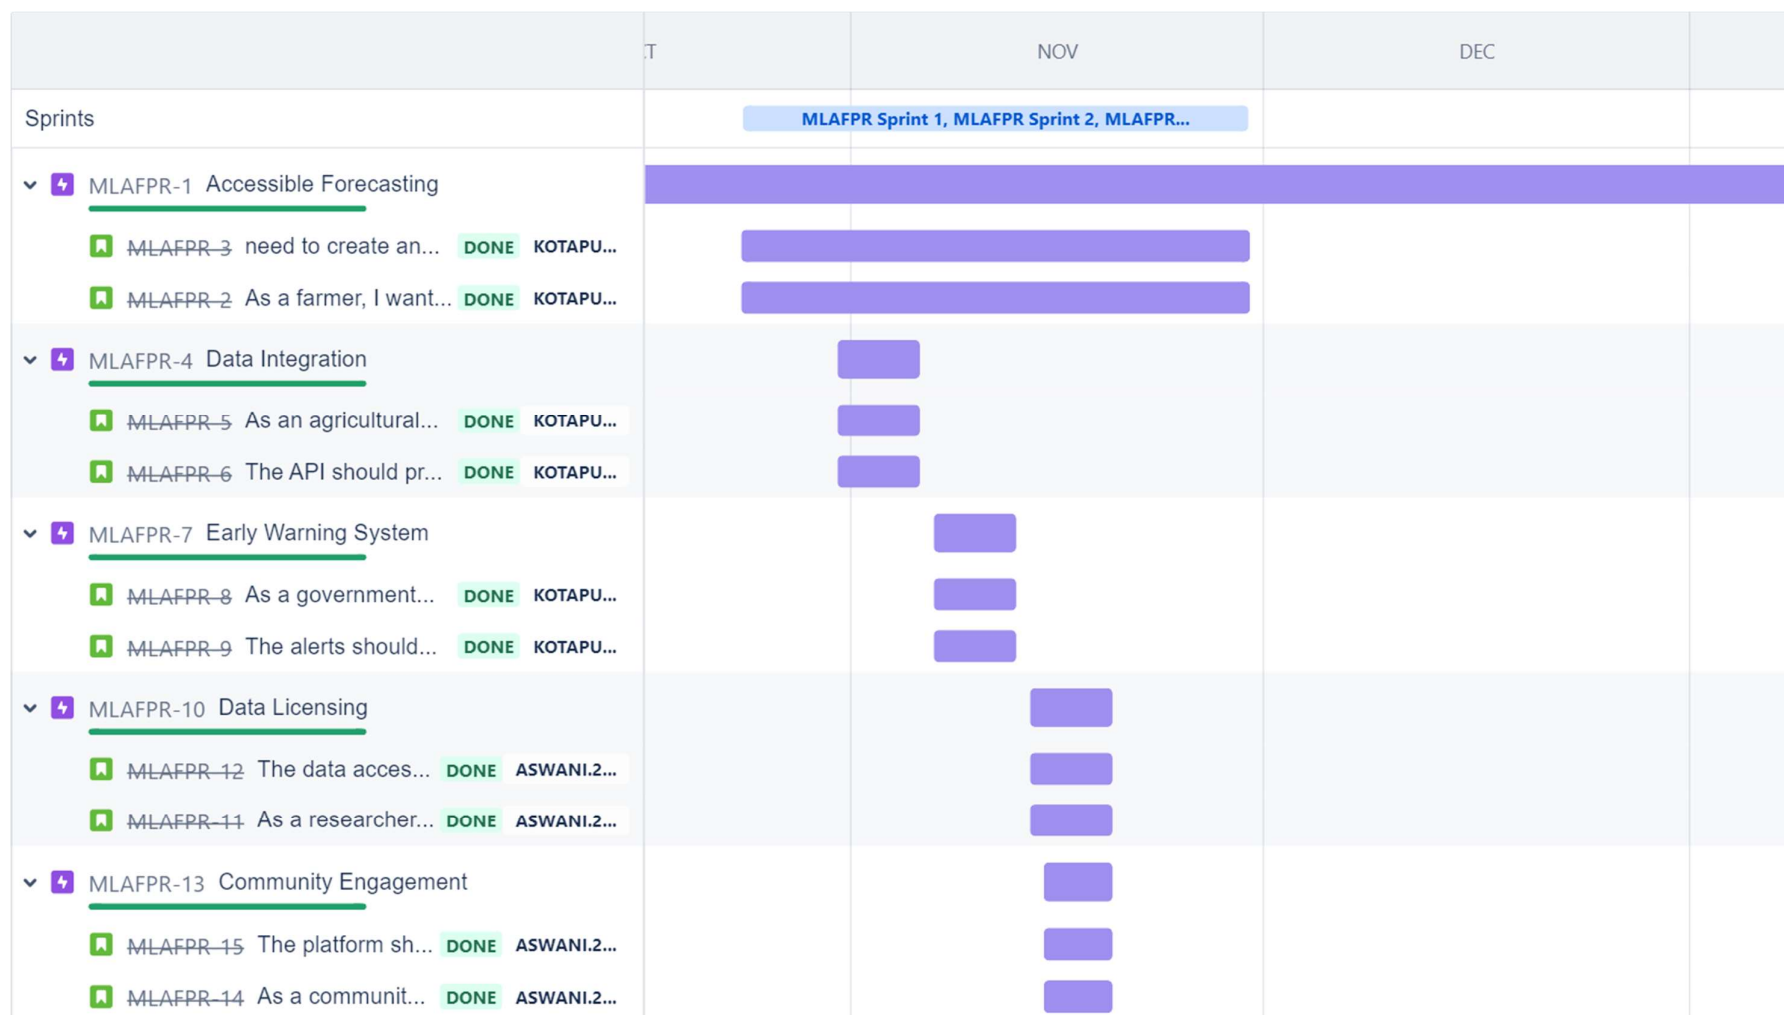 CT NOV DEC
Sprints MLAFPR Sprint 1, MLAFPR Sprint 2, MLAFPR...
MLAFPR-1 Accessible Forecasting
MLAFPR-3 need to create an... DONE KOTAPU...
MLAFPR-2 As a farmer, I want... DONE KOTAPU...
MLAFPR-4 Data Integration
MLAFPR-5 As an agricultural... DONE KOTAPU...
MLAFPR-6 The API should pr... DONE KOTAPU...
MLAFPR-7 Early Warning System
MLAFPR-8 As a government... DONE KOTAPU...
MLAFPR-9 The alerts should... DONE KOTAPU...
MLAFPR-10 Data Licensing
MLAFPR-12 The data acces... DONE ASWANI.2...
MLAFPR-11 As a researcher... DONE ASWANI.2...
MLAFPR-13 Community Engagement
MLAFPR-15 The platform sh... DONE ASWANI.2...
MLAFPR-14 As a communit... DONE ASWANI.2...